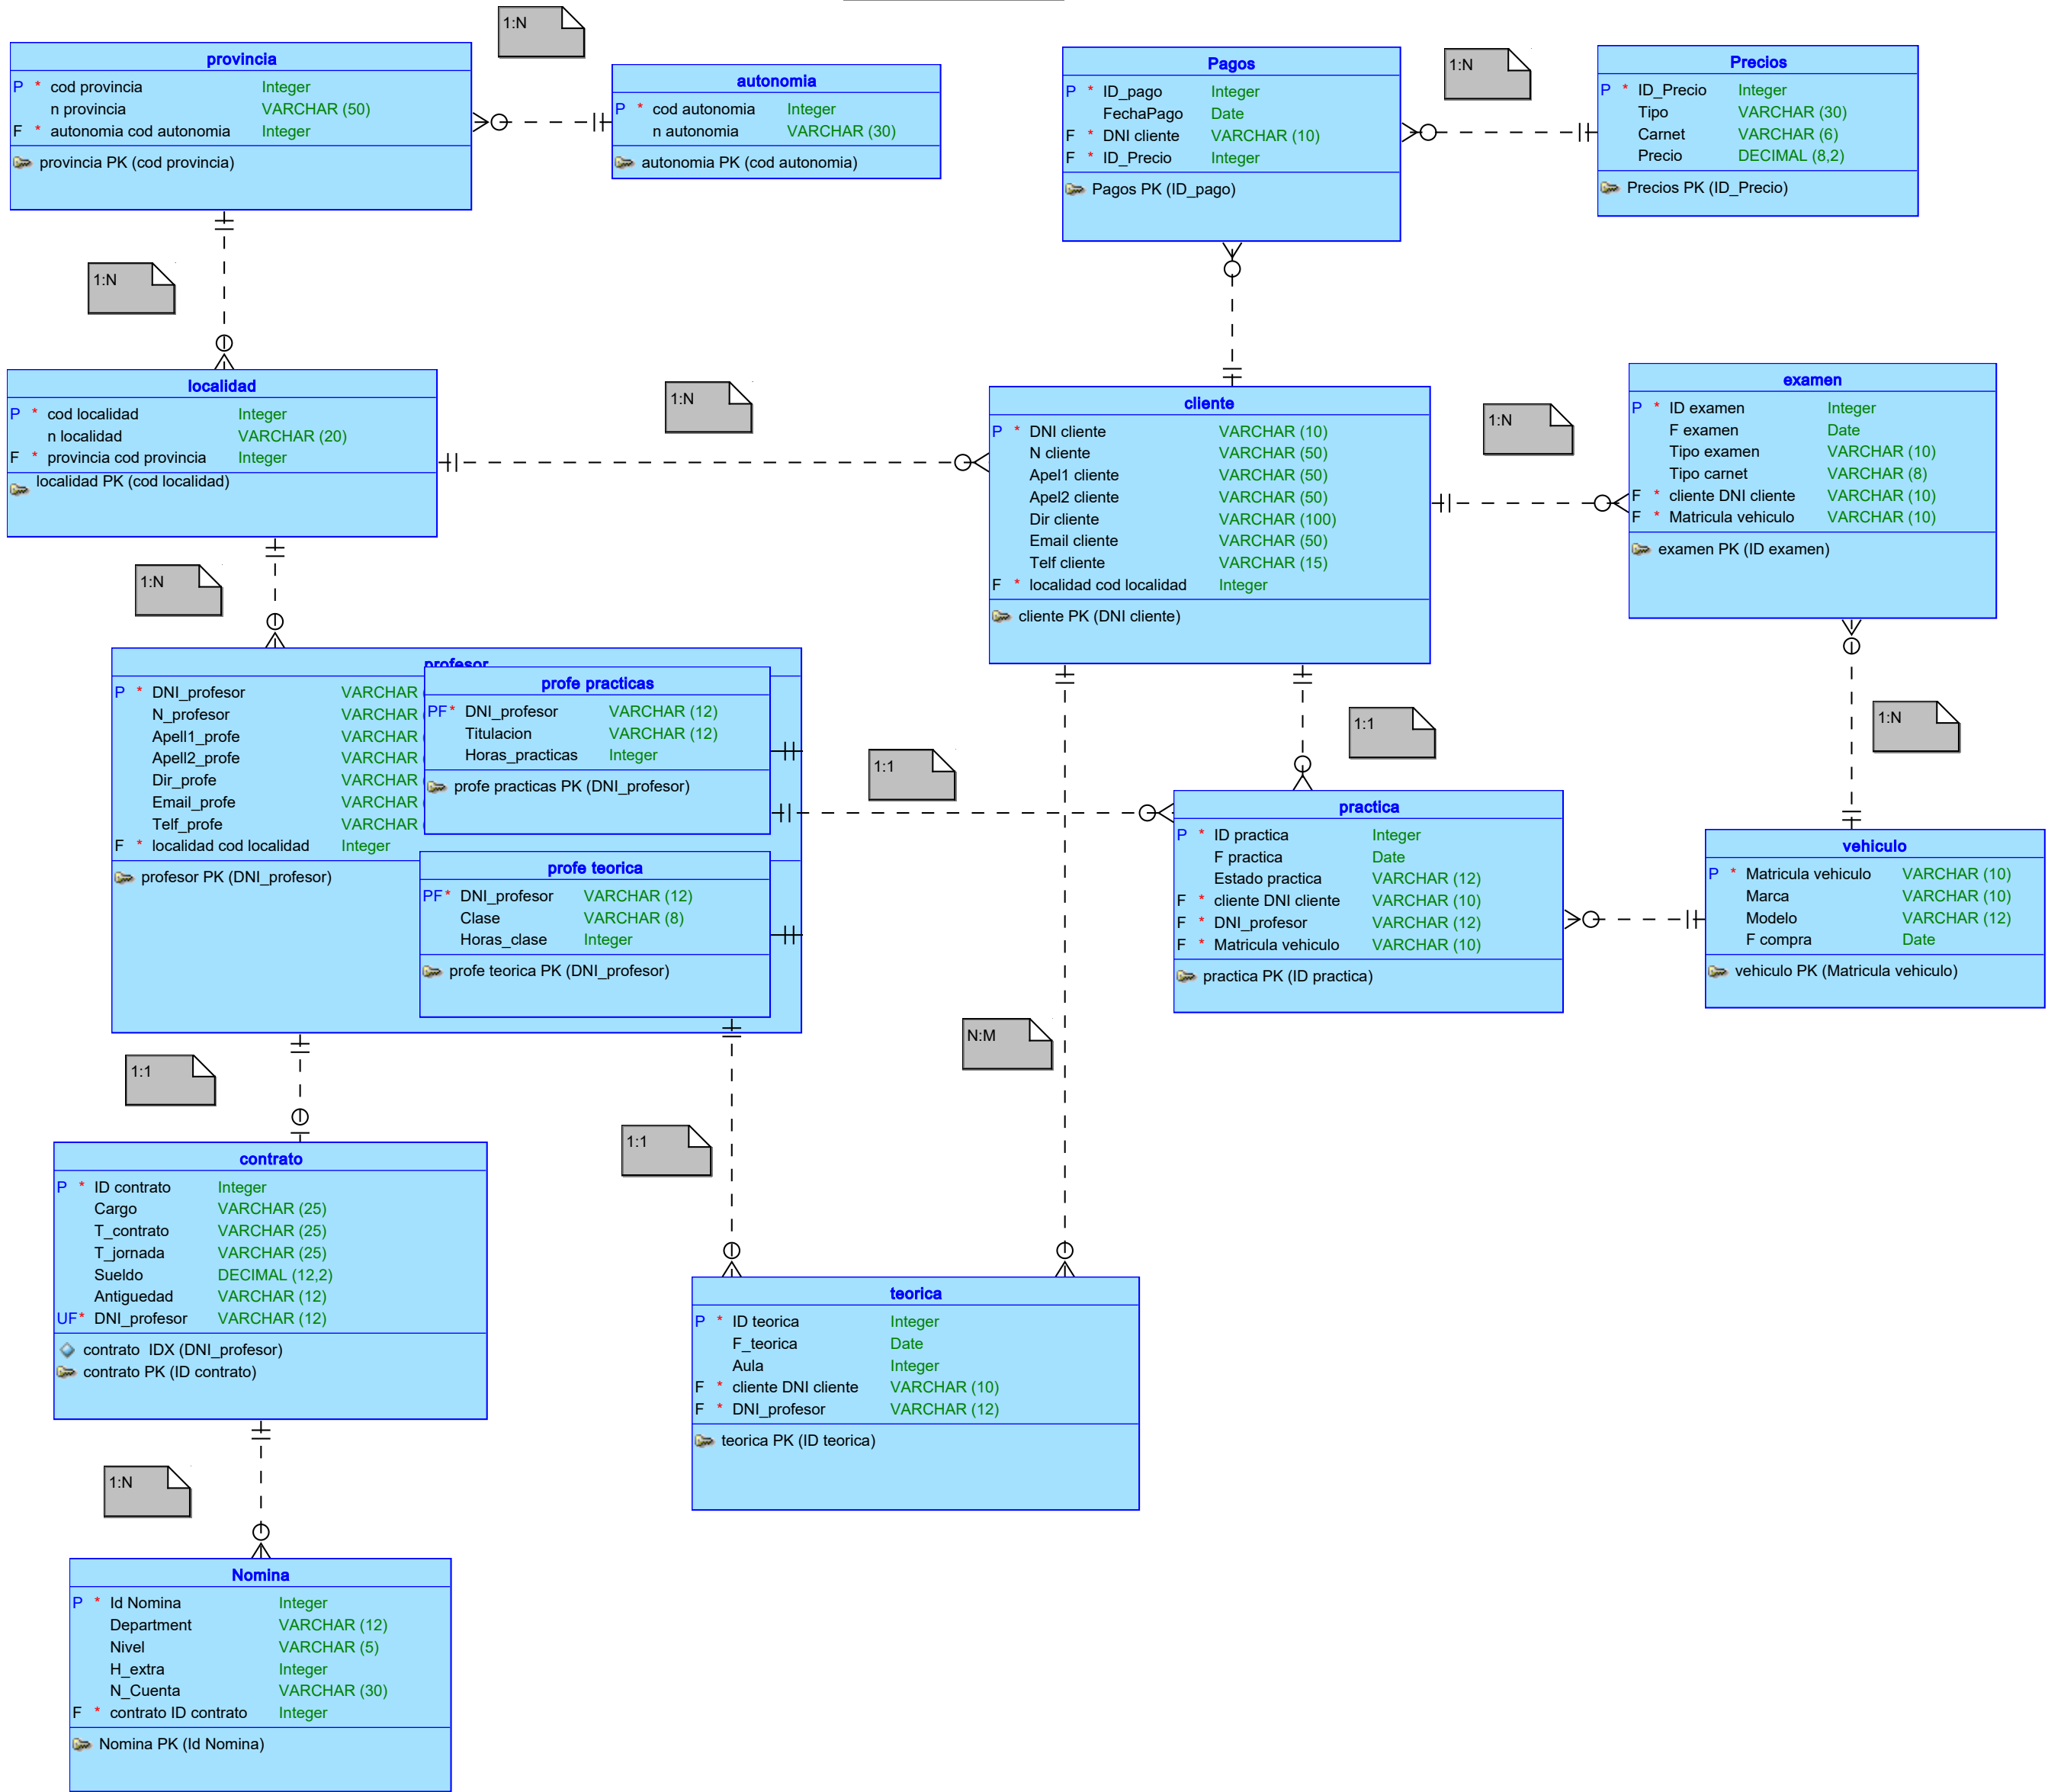 1:N
provincia
P * cod provincia Integer
n provincia VARCHAR (50)
F * autonomia cod autonomia Integer
provincia PK (cod provincia)
autonomia
P * cod autonomia Integer
n autonomia VARCHAR (30)
autonomia PK (cod autonomia)
Pagos
P * ID_pago Integer
FechaPago Date
F * DNI cliente VARCHAR (10)
F * ID_Precio Integer
Pagos PK (ID_pago)
1:N
Precios
P * ID_Precio Integer
Tipo VARCHAR (30)
Carnet VARCHAR (6)
Precio DECIMAL (8,2)
Precios PK (ID_Precio)
1:N
localidad
P * cod localidad Integer
n localidad VARCHAR (20)
F * provincia cod provincia Integer
localidad PK (cod localidad)
1:N
cliente
P * DNI cliente VARCHAR (10)
N cliente VARCHAR (50)
Apel1 cliente VARCHAR (50)
Apel2 cliente VARCHAR (50)
Dir cliente VARCHAR (100)
Email cliente VARCHAR (50)
Telf cliente VARCHAR (15)
F * localidad cod localidad Integer
cliente PK (DNI cliente)
1:N
examen
P * ID examen Integer
F examen Date
Tipo examen VARCHAR (10)
Tipo carnet VARCHAR (8)
F * cliente DNI cliente VARCHAR (10)
F * Matricula vehiculo VARCHAR (10)
examen PK (ID examen)
1:N
profesor
P * DNI_profesor VARCHAR
N_profesor VARCHAR
Apell1_profe VARCHAR
Apell2_profe VARCHAR
Dir_profe VARCHAR
Email_profe VARCHAR
Telf_profe VARCHAR
F * localidad cod localidad Integer
profesor PK (DNI_profesor)
profe practicas
PF* DNI_profesor VARCHAR (12)
Titulacion VARCHAR (12)
Horas_practicas Integer
profe practicas PK (DNI_profesor)
profe teorica
PF* DNI_profesor VARCHAR (12)
Clase VARCHAR (8)
Horas_clase Integer
profe teorica PK (DNI_profesor)
1:1
1:1
1:N
practica
P * ID practica Integer
F practica Date
Estado practica VARCHAR (12)
F * cliente DNI cliente VARCHAR (10)
F * DNI_profesor VARCHAR (12)
F * Matricula vehiculo VARCHAR (10)
practica PK (ID practica)
vehiculo
P * Matricula vehiculo VARCHAR (10)
Marca VARCHAR (10)
Modelo VARCHAR (12)
F compra Date
vehiculo PK (Matricula vehiculo)
N:M
1:1
1:1
contrato
P * ID contrato Integer
Cargo VARCHAR (25)
T_contrato VARCHAR (25)
T_jornada VARCHAR (25)
Sueldo DECIMAL (12,2)
Antiguedad VARCHAR (12)
UF* DNI_profesor VARCHAR (12)
contrato IDX (DNI_profesor)
contrato PK (ID contrato)
teorica
P * ID teorica Integer
F_teorica Date
Aula Integer
F * cliente DNI cliente VARCHAR (10)
F * DNI_profesor VARCHAR (12)
teorica PK (ID teorica)
1:N
Nomina
P * Id Nomina Integer
Department VARCHAR (12)
Nivel VARCHAR (5)
H_extra Integer
N_Cuenta VARCHAR (30)
F * contrato ID contrato Integer
Nomina PK (Id Nomina)